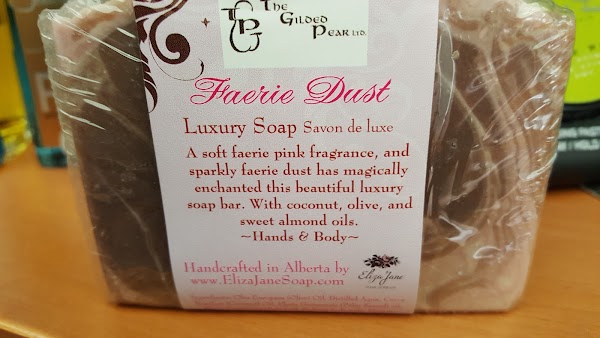 The
Gilded
Pear Ltd.
TPG
Faerie Dust
Luxury Soap Savon de luxe
A soft faerie pink fragrance, and
sparkly faerie dust has magically
enchanted this beautiful luxury
soap bar. With coconut, olive, and
sweet almond oils.
~Hands & Body~
Handcrafted in Alberta by
www.ElizaJaneSoap.com
Eliza Jane